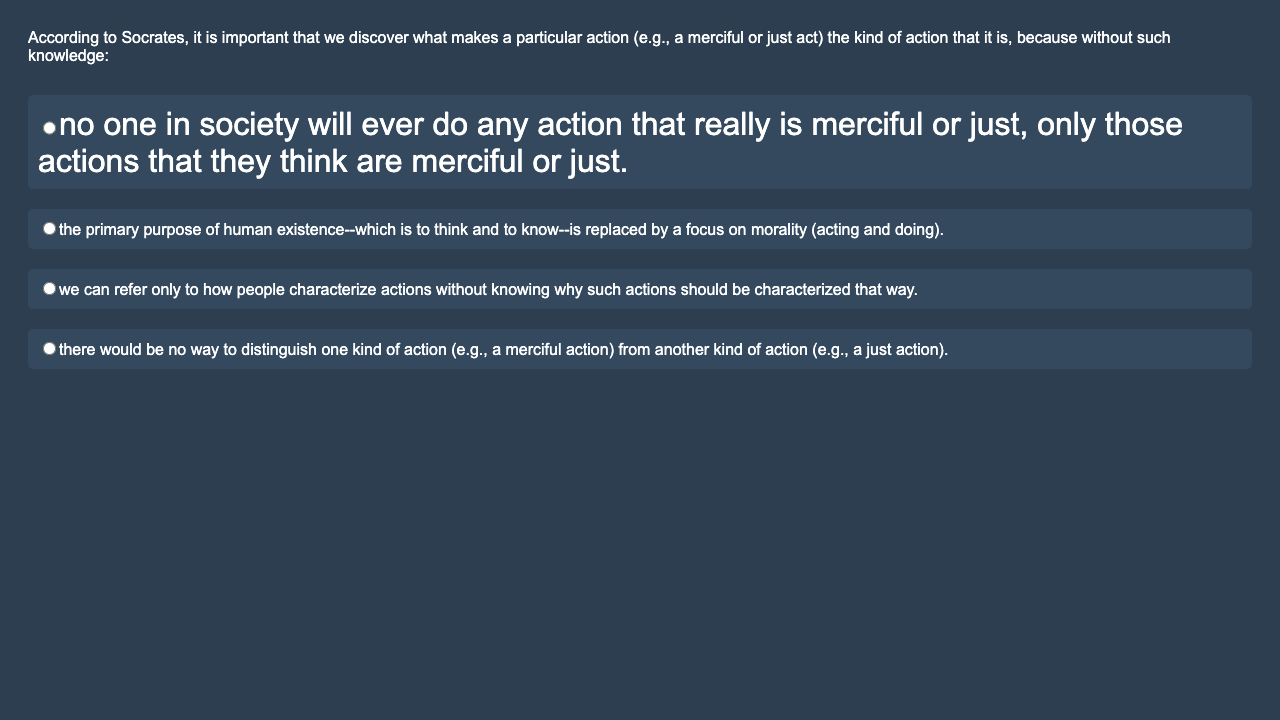 According to Socrates, it is important that we discover what makes a particular action (e.g., a merciful or just act) the kind of action that it is, because without such
knowledge:
no one in society will ever do any action that really is merciful or just, only those
actions that they think are merciful or just.
the primary purpose of human existence--which is to think and to know--is replaced by a focus on morality (acting and doing).
we can refer only to how people characterize actions without knowing why such actions should be characterized that way.
there would be no way to distinguish one kind of action (e.g., a merciful action) from another kind of action (e.g., a just action).